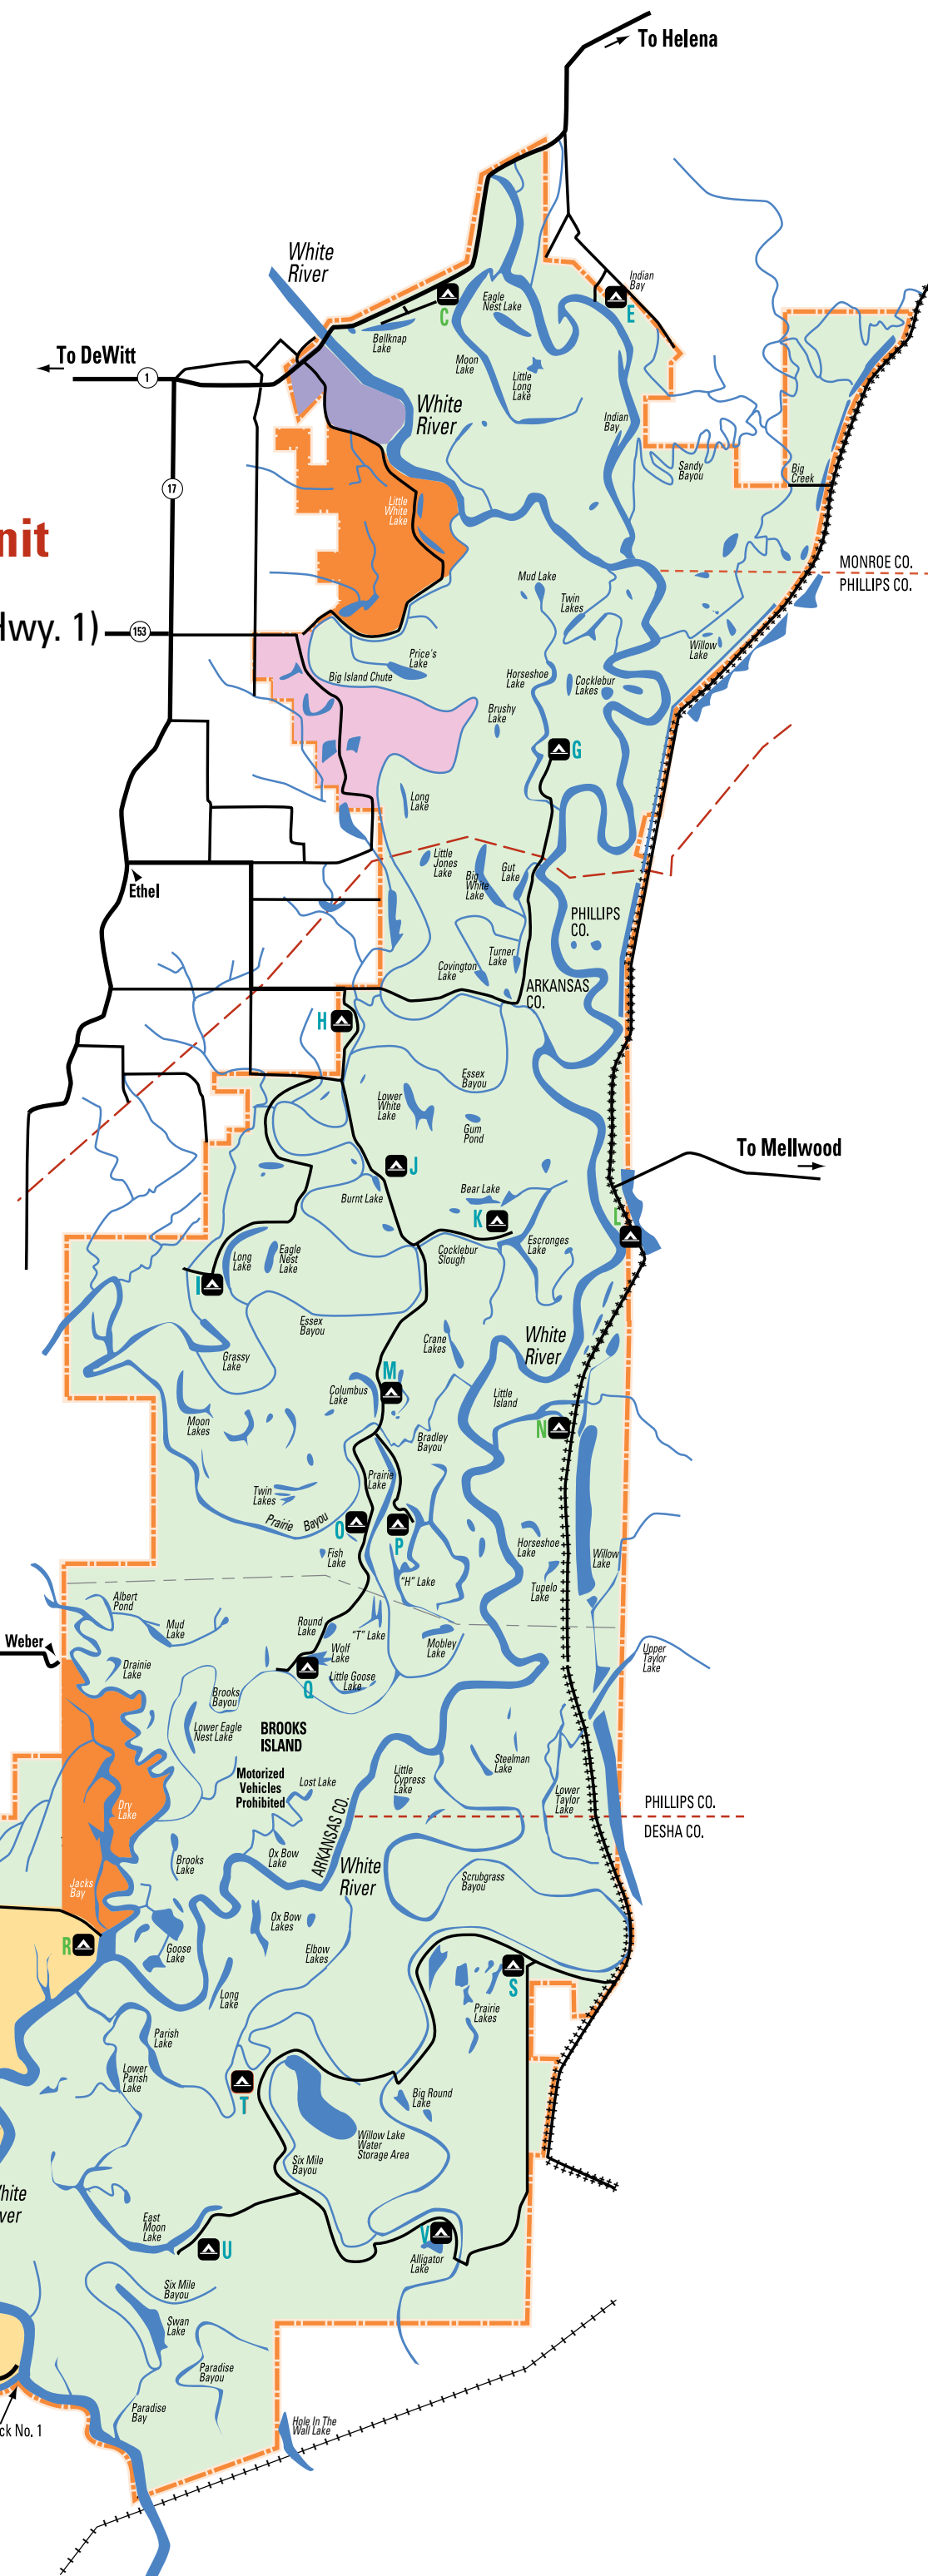 To Helena
White
River
Indian
Bay
E
C
Eagle
Nest Lake
Bellknap
Lake
To DeWitt
1
Moon
Lake
Little
Long
Lake
White
River
Indian
Bay
Sandy
Bayou
Big
Creek
17
Little
White
Lake
nit
MONROE CO.
PHILLIPS CO.
Mud Lake
Twin
Lakes
Hwy. 1)
153
Willow
Lake
Price's
Lake
Big Island Chute
Horseshoe
Lake
Cocklebur
Lakes
Brushy
Lake
G
Long
Lake
Little
Jones
Lake
Big
White
Lake
Gut
Lake
Ethel
PHILLIPS
CO.
Turner
Lake
Covington
Lake
ARKANSAS
CO.
H
Essex
Bayou
Lower
White
Lake
Gum
Pond
To Mellwood
J
Burnt Lake
Bear Lake
K
L
Cocklebur
Slough
Escronges
Lake
Long
Lake
Eagle
Nest
Lake
I
Essex
Bayou
Crane
Lakes
White
River
Grassy
Lake
M
Columbus
Lake
Little
Island
Moon
Lakes
N
Bradley
Bayou
Prairie
Lake
Twin
Lakes
Prairie Bayou
O
P
Fish
Lake
Horseshoe
Lake
Willow
Lake
"H" Lake
Tupelo
Lake
Albert
Pond
Mud
Lake
Round
Lake
"T" Lake
Weber
Wolf
Lake
Mobley
Lake
Upper
Taylor
Lake
Drainie
Lake
Q
Little Goose
Lake
Brooks
Bayou
Lower Eagle
Nest Lake
BROOKS
ISLAND
Steelman
Lake
Motorized
Vehicles
Prohibited
Lost Lake
Little
Cypress
Lake
Lower
Taylor
Lake
Dry
Lake
PHILLIPS CO.
DESHA CO.
ARKANSAS CO.
Brooks
Lake
Ox Bow
Lake
White
River
Scrubgrass
Bayou
Jacks
Bay
Ox Bow
Lakes
R
Goose
Lake
Elbow
Lakes
S
Long
Lake
Prairie
Lakes
Parish
Lake
Lower
Parish
Lake
T
Big Round
Lake
Willow Lake
Water
Storage Area
Six Mile
Bayou
hite
ver
East
Moon
Lake
U
V
Alligator
Lake
Six Mile
Bayou
Swan
Lake
Paradise
Bayou
Paradise
Bay
Hole In The
Wall Lake
ck No. 1